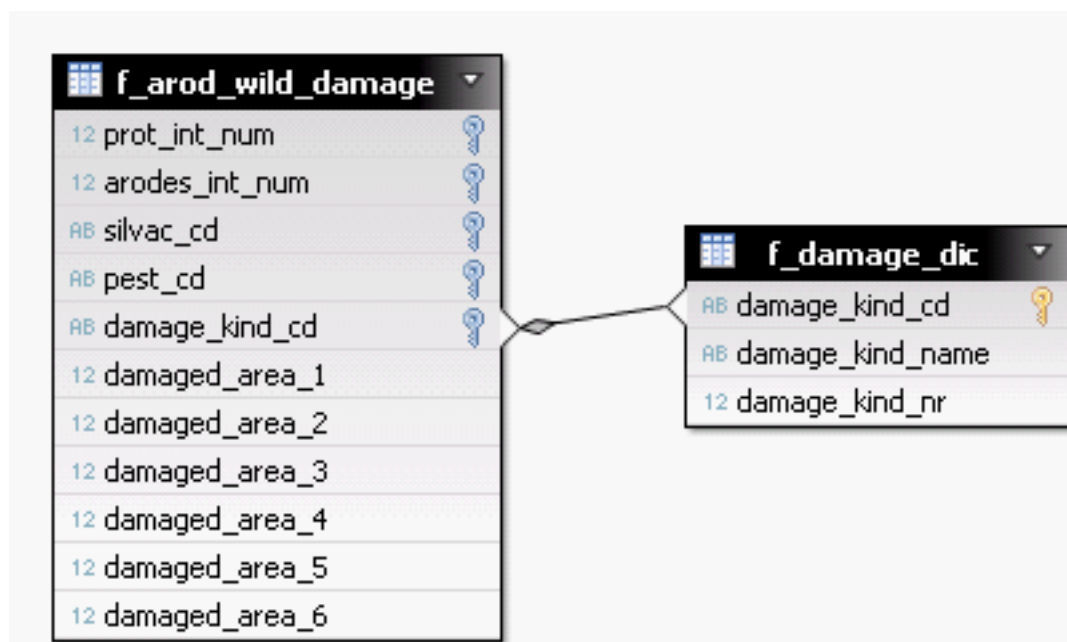 f_arod_wild_damage
12 prot_int_num
12 arodes_int_num
AB silvac_cd
AB pest_cd
AB damage_kind_cd
12 damaged_area_1
12 damaged_area_2
12 damaged_area_3
12 damaged_area_4
12 damaged_area_5
12 damaged_area_6
f_damage_dic
AB damage_kind_cd
AB damage_kind_name
12 damage_kind_nr